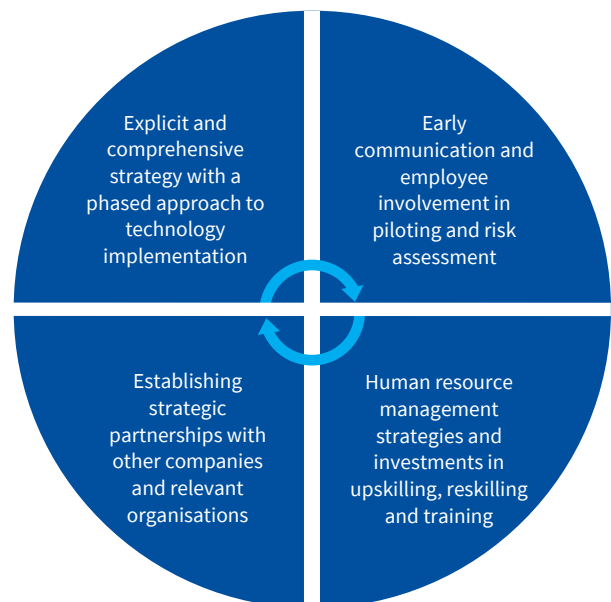 Explicit and
comprehensive
strategy with a
phased approach to
technology
implementation
Early
communication and
employee
involvement in
piloting and risk
assessment
Establishing
strategic
partnerships with
other companies
and relevant
organisations
Human resource
management
strategies and
investments in
upskilling, reskilling
and training